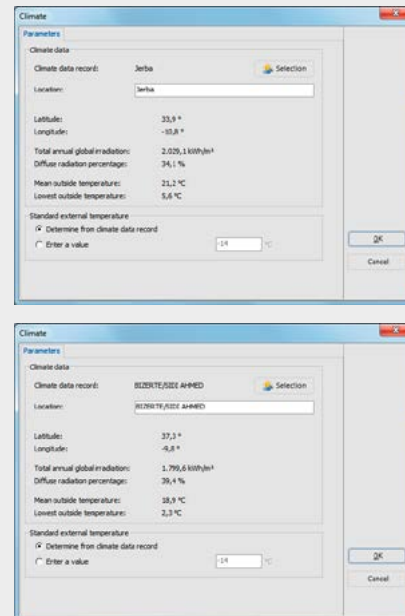 Climate
Parameters
Climate data
Climate data record: Jerba Selection
Location: Jerba
Latitude: 33,9 °
Longitude: -10,8 °
Total annual global irradiation: 2.029,1 kWh/m²
Diffuse radiation percentage: 34,1 %
Mean outside temperature: 21,2 °C
Lowest outside temperature: 5,6 °C
Standard external temperature
Determine from climate data record
Enter a value -14 °C
OK
Cancel
Climate
Parameters
Climate data
Climate data record: BIZERTE/SIDI AHMED Selection
Location: BIZERTE/SIDI AHMED
Latitude: 37,3 °
Longitude: -9,8 °
Total annual global irradiation: 1.799,6 kWh/m²
Diffuse radiation percentage: 39,4 %
Mean outside temperature: 18,9 °C
Lowest outside temperature: 2,3 °C
Standard external temperature
Determine from climate data record
Enter a value -14 °C
OK
Cancel